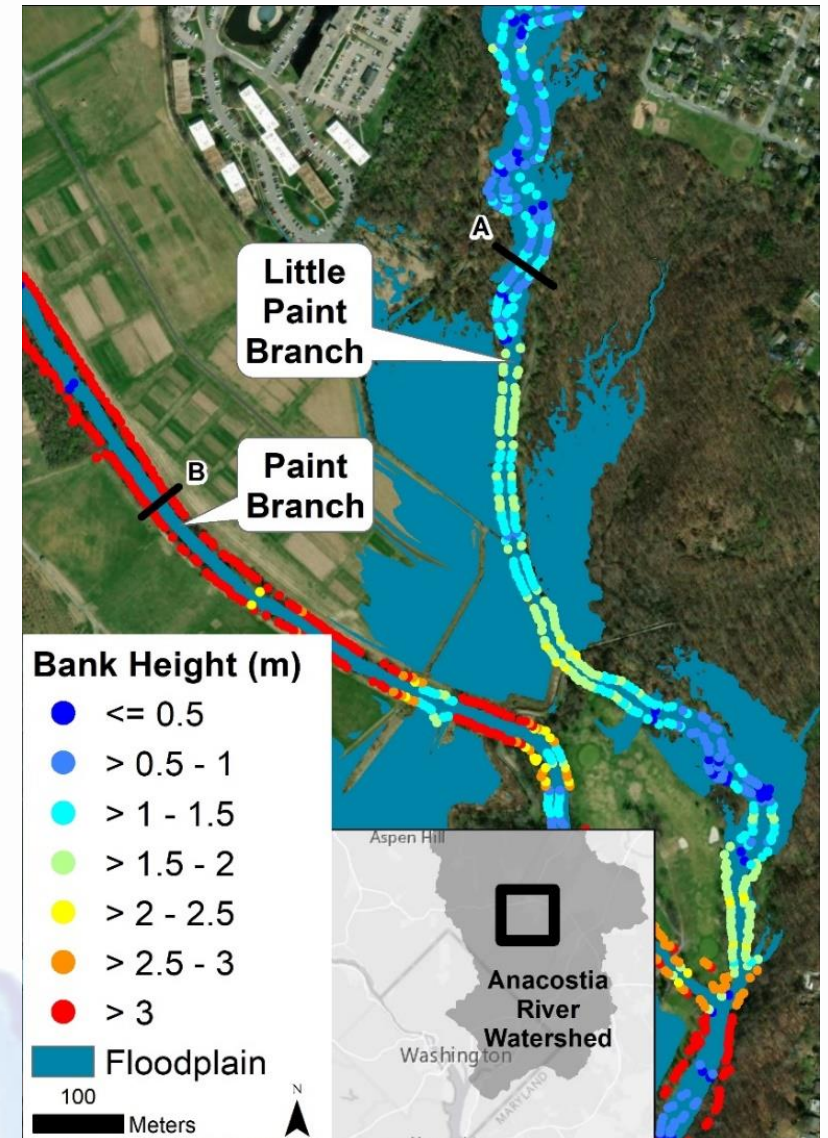 A
Little
Paint
Branch
B
Paint
Branch
Bank Height (m)
<= 0.5
> 0.5 - 1
> 1 - 1.5
> 1.5 - 2
> 2 - 2.5
> 2.5 - 3
> 3
Floodplain
100
Meters
N
Aspen Hill
Anacostia
River
Watershed
Washington
MARYLAND